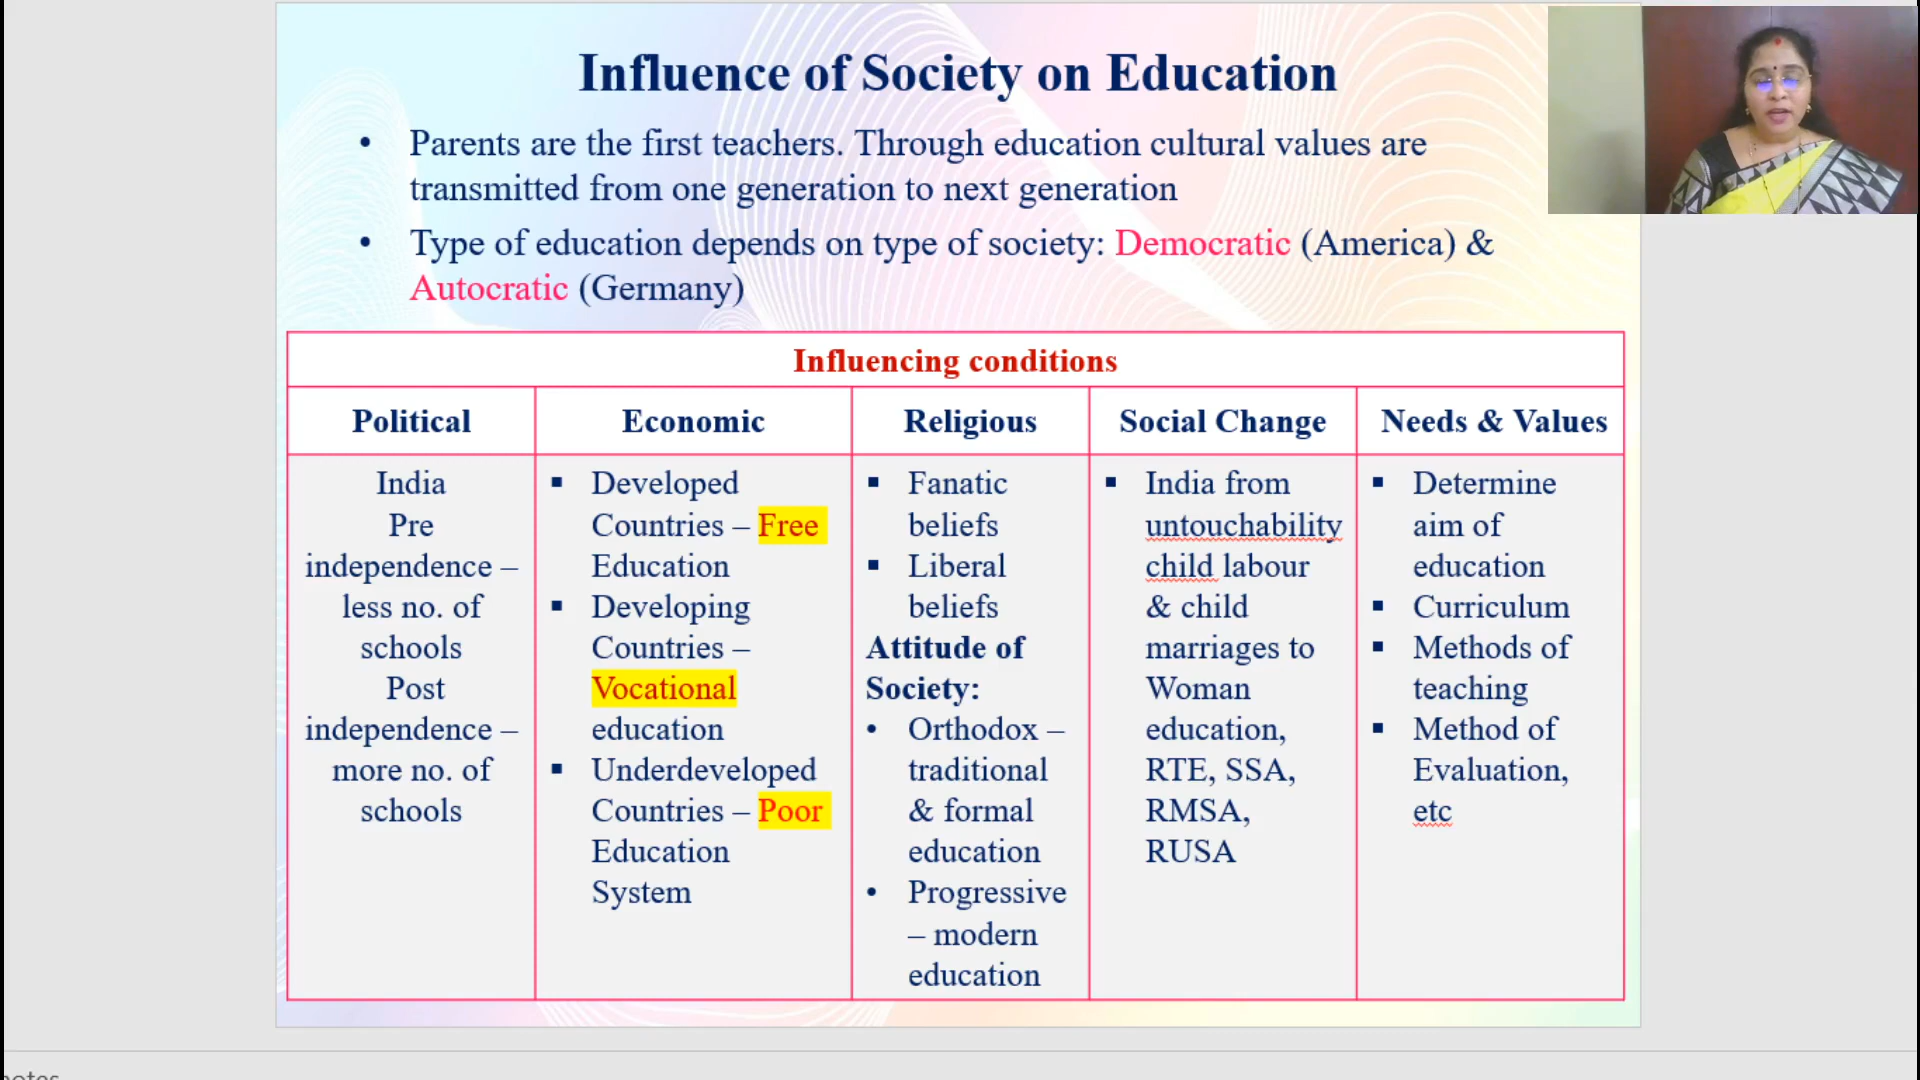 Influence of Society on Education
• Parents are the first teachers. Through education cultural values are
transmitted from one generation to next generation
• Type of education depends on type of society: Democratic (America) &
Autocratic (Germany)
Influencing conditions
Political
Economic
Religious
Social Change
Needs & Values
India
Pre
independence –
less no. of
schools
Post
independence –
more no. of
schools
▪ Developed
Countries – Free
Education
▪ Developing
Countries –
Vocational
education
▪ Underdeveloped
Countries – Poor
Education
System
▪ Fanatic
beliefs
▪ Liberal
beliefs
Attitude of
Society:
• Orthodox –
traditional
& formal
education
• Progressive
– modern
education
▪ India from
untouchability
child labour
& child
marriages to
Woman
education,
RTE, SSA,
RMSA,
RUSA
▪ Determine
aim of
education
▪ Curriculum
▪ Methods of
teaching
▪ Method of
Evaluation,
etc